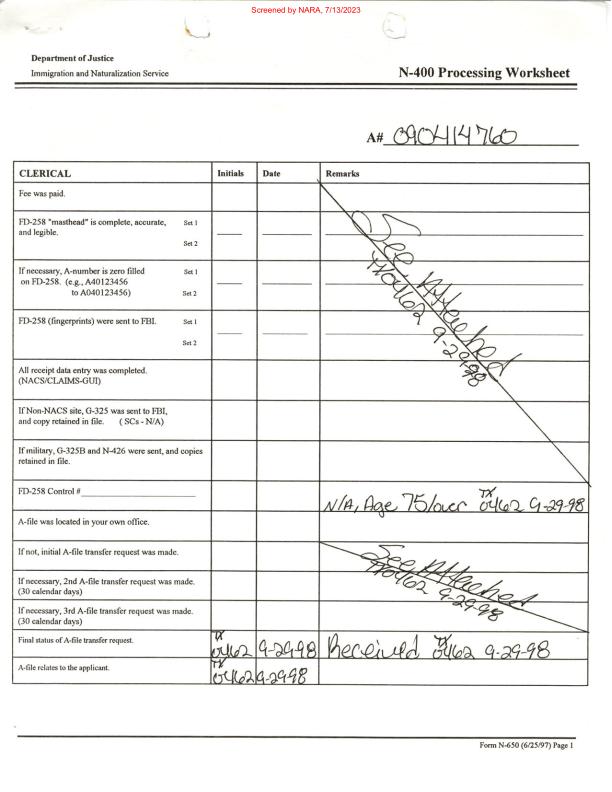 Screened by NARA, 7/13/2023
Department of Justice
Immigration and Naturalization Service
N-400 Processing Worksheet
A# 090414760
CLERICAL Initials Date Remarks
Fee was paid.
FD-258 "masthead" is complete, accurate, Set 1
and legible.
Set 2
See Attached
TX0462 9-29-98
If necessary, A-number is zero filled Set 1
on FD-258. (e.g., A40123456
to A040123456) Set 2
FD-258 (fingerprints) were sent to FBI. Set 1
Set 2
All receipt data entry was completed.
(NACS/CLAIMS-GUI)
If Non-NACS site, G-325 was sent to FBI,
and copy retained in file. ( SCs - N/A)
If military, G-325B and N-426 were sent, and copies
retained in file.
FD-258 Control #
N/A, Age 75/over TX 0462 9-29-98
A-file was located in your own office.
If not, initial A-file transfer request was made.
See Attached
TX0462 9-29-98
If necessary, 2nd A-file transfer request was made.
(30 calendar days)
If necessary, 3rd A-file transfer request was made.
(30 calendar days)
Final status of A-file transfer request. TX 0462 9-29-98 Received TX 0462 9-29-98
A-file relates to the applicant. TX 0462 9-29-98
Form N-650 (6/25/97) Page 1